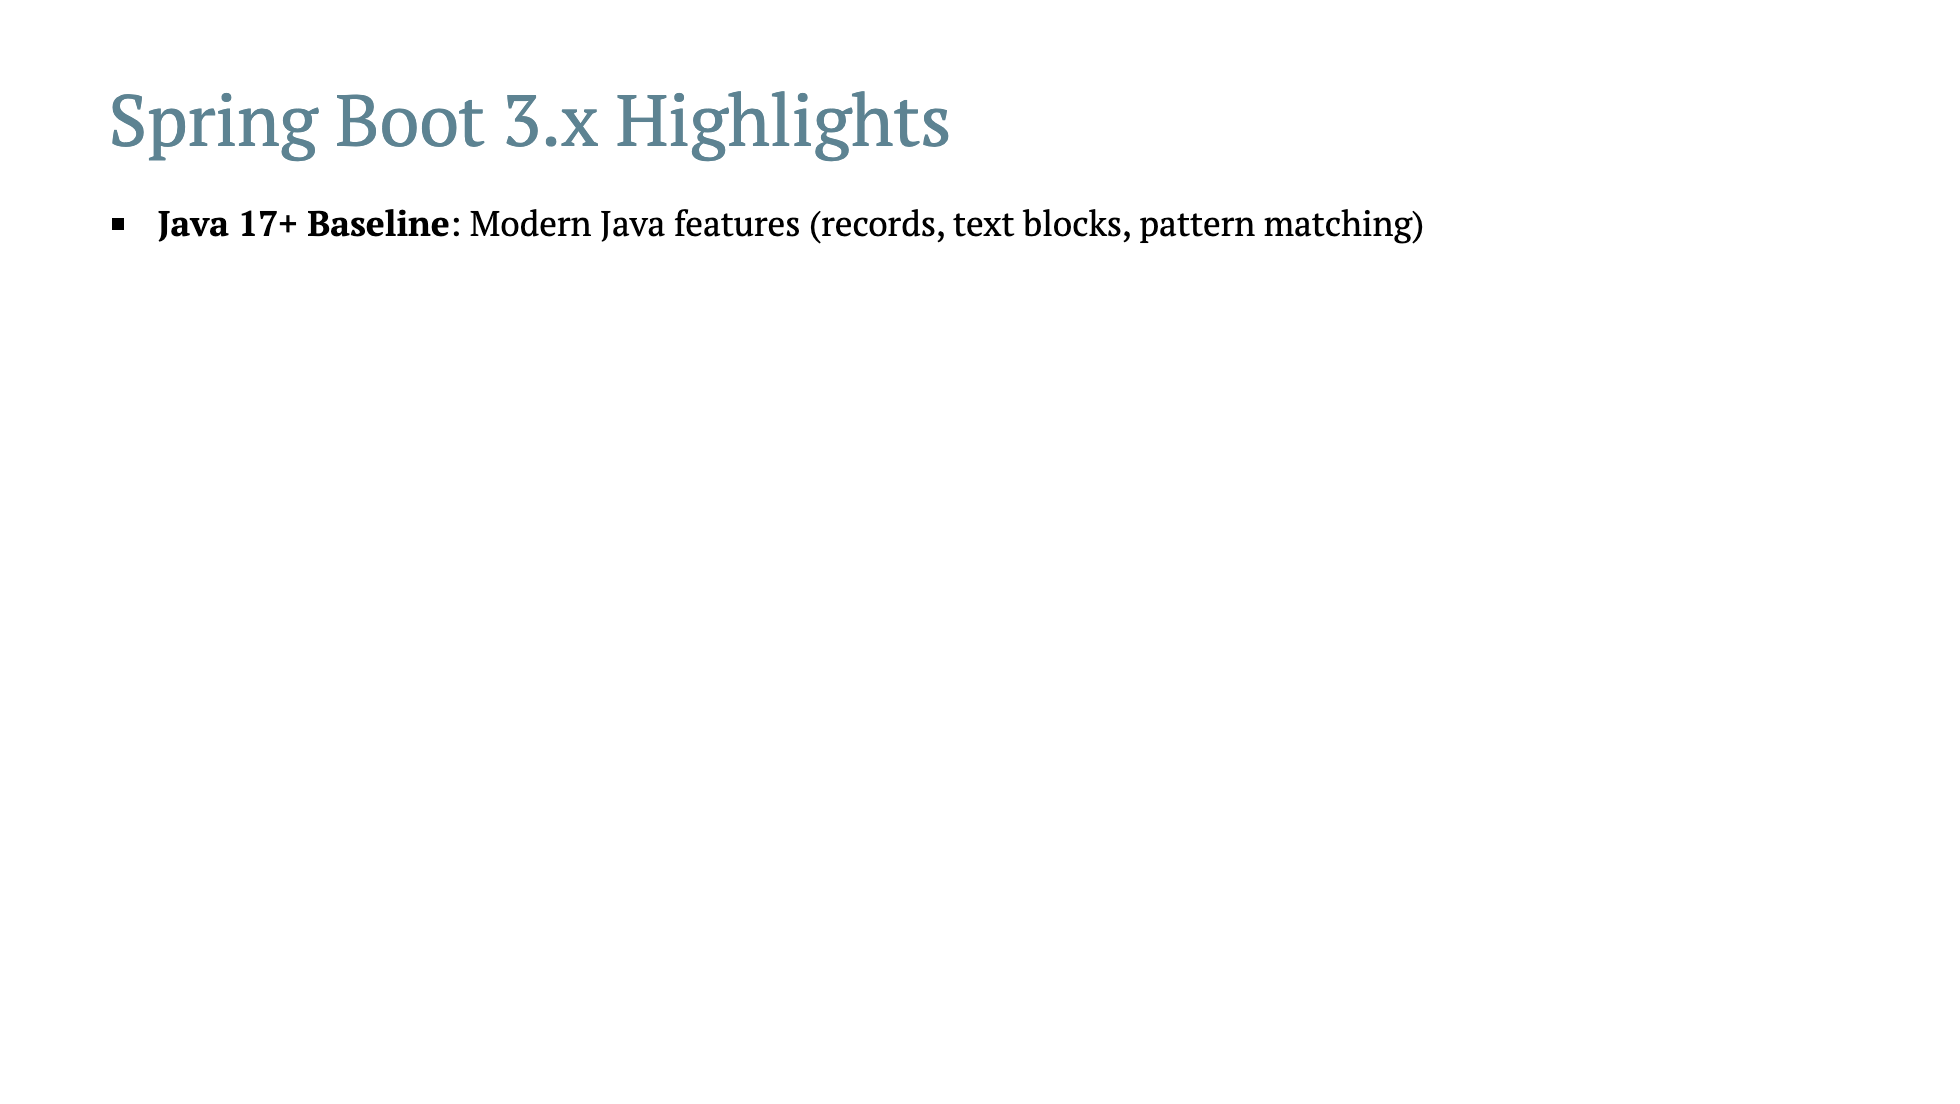 Spring Boot 3.x Highlights
▪ Java 17+ Baseline: Modern Java features (records, text blocks, pattern matching)